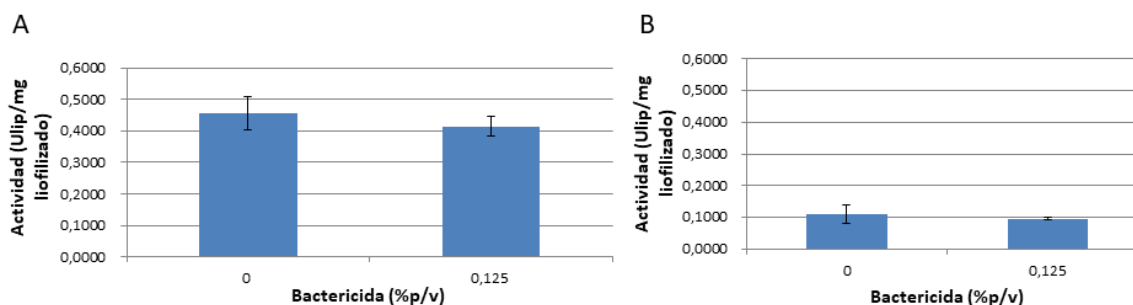 A
Actividad (Ulip/mg
liofilizado)
0,6000
0,5000
0,4000
0,3000
0,2000
0,1000
0,0000
0
0,125
Bactericida (%p/v)
B
Actividad (Ulip/mg
liofilizado)
0,6000
0,5000
0,4000
0,3000
0,2000
0,1000
0,0000
0
0,125
Bactericida (%p/v)